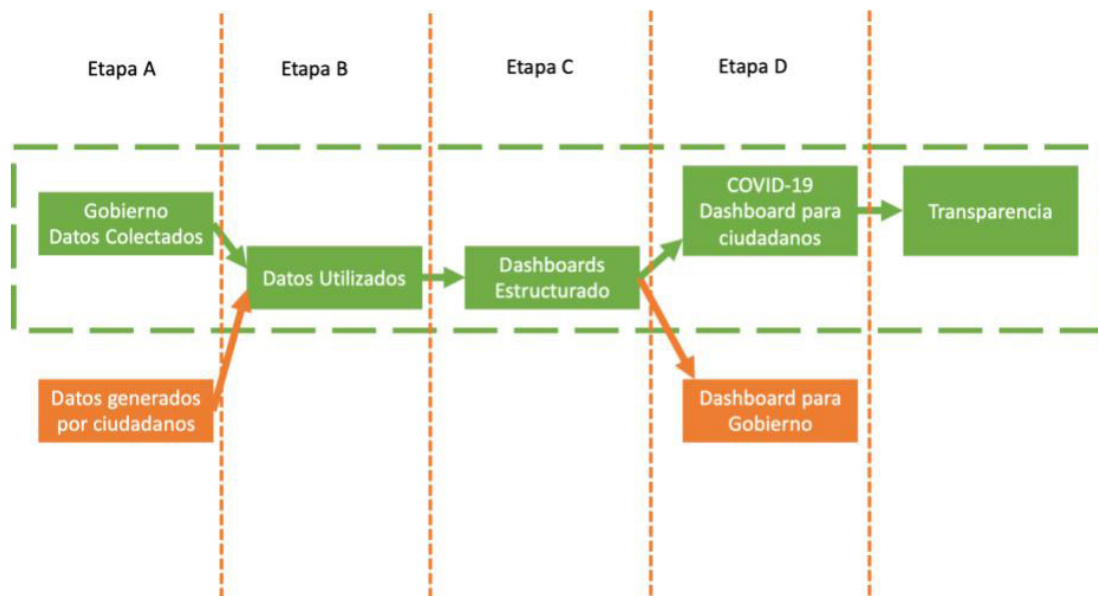 Etapa A
Etapa B
Etapa C
Etapa D
Gobierno
Datos Colectados
Datos Utilizados
Dashboards
Estructurado
COVID-19
Dashboard para
ciudadanos
Transparencia
Datos generados
por ciudadanos
Dashboard para
Gobierno